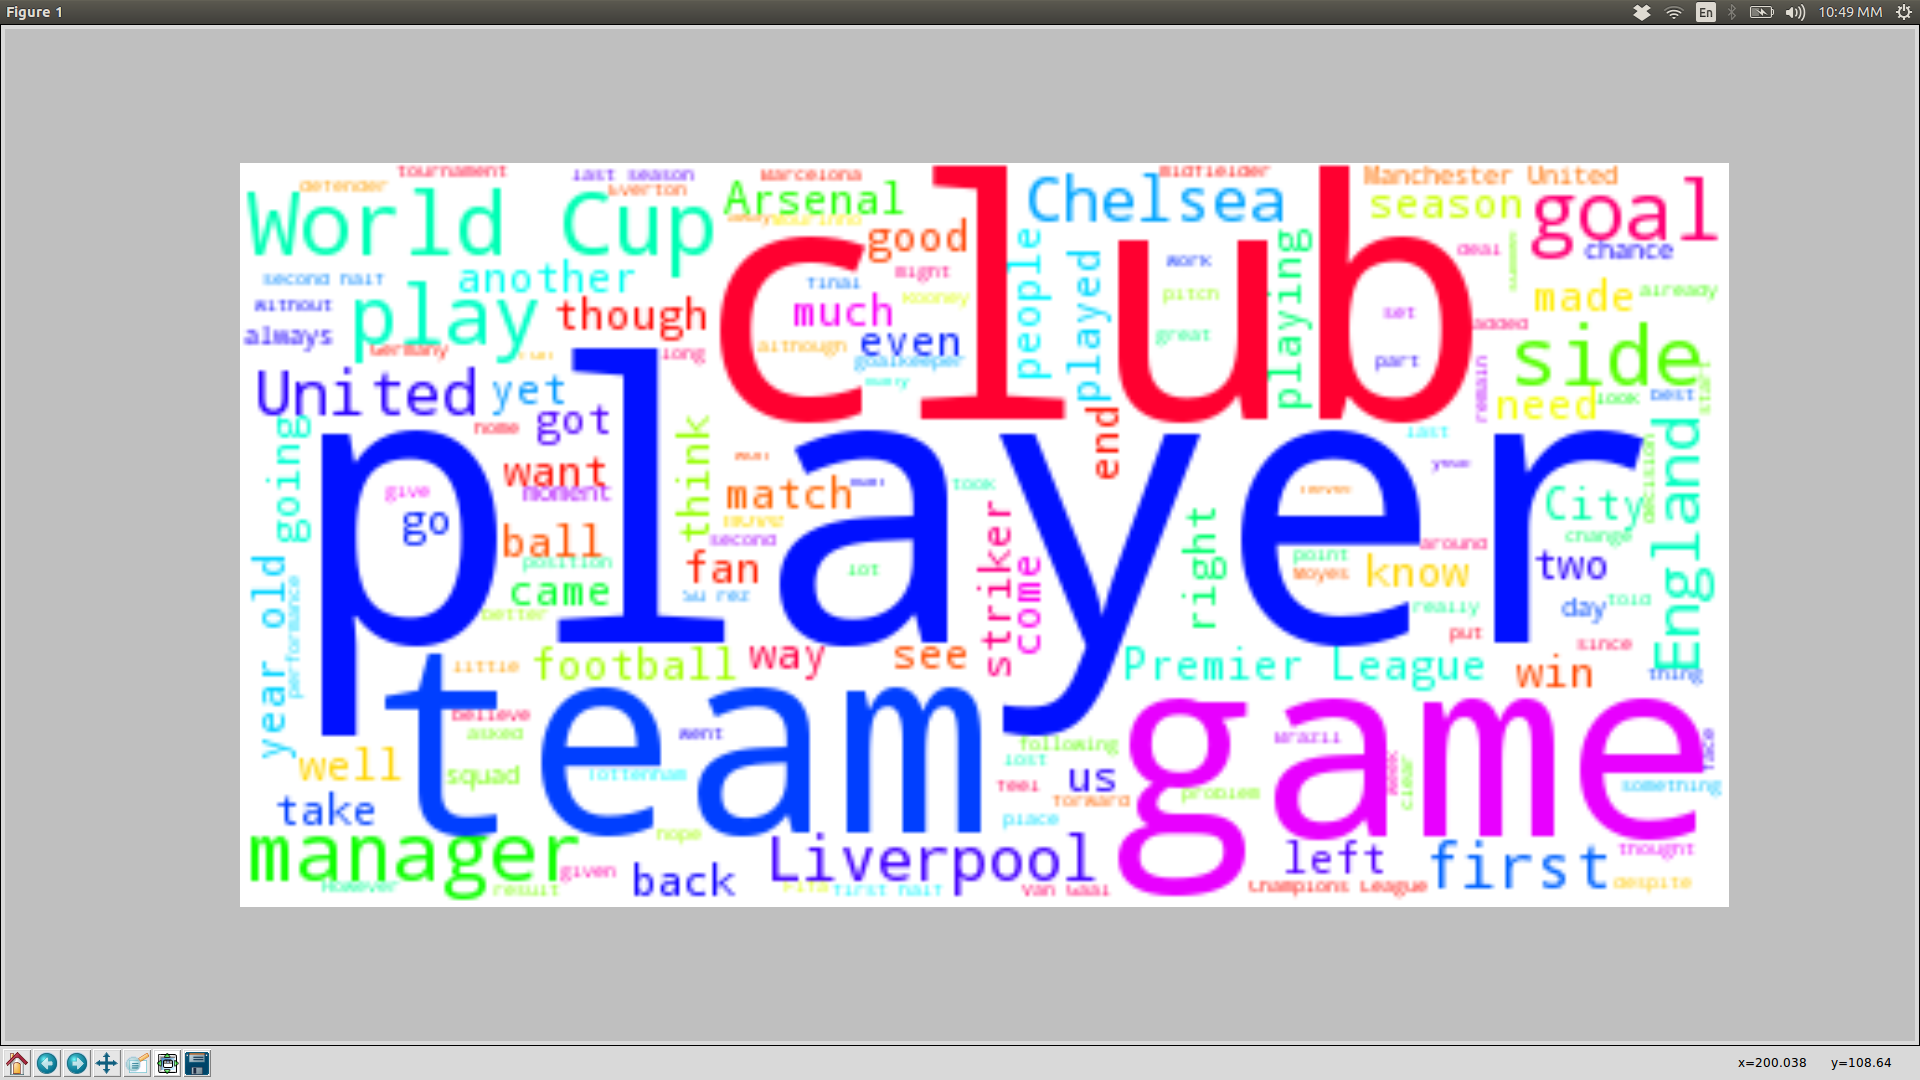 Figure 1
En
10:49 MM
tournament
last season
Barcelona
midfielder
Manchester United
defender
Everton
World Cup
Arsenal
club
Chelsea
season
goal
good
people
played
playing
deal
chance
second half
another
final
might
work
without
play
though
much
Rooney
pitch
set
made
already
always
Germany
long
although
even
great
added
goalkeeper
part
side
United
yet
remain
need
look
best
start
got
home
player
end
last
England
going
want
think
match
year
City
decision
give
moment
took
go
ball
second
striker
right
around
change
position
fan
lot
come
point
Moyes
know
two
year old
performance
came
better
really
day
told
put
since
little
football
way
see
Premier League
win
thing
team
game
believe
asked
went
following
Brazil
face
well
squad
Tottenham
lost
us
feel
forward
problem
clear
week
something
take
place
manager
hope
Liverpool
left
first
thought
However
result
given
back
FIFA
first half
Van Gaal
Champions League
despite
x=200.038 y=108.64